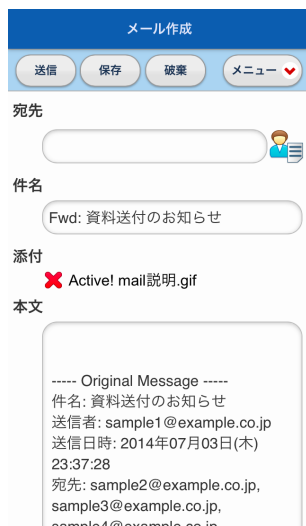 メール作成
送信 保存 破棄 メニュー
宛先
件名
Fwd: 資料送付のお知らせ
添付
Active! mail説明.gif
本文
----- Original Message -----
件名: 資料送付のお知らせ
送信者: sample1@example.co.jp
送信日時: 2014年07月03日(木)
23:37:28
宛先: sample2@example.co.jp,
sample3@example.co.jp,
sample4@example.co.jp